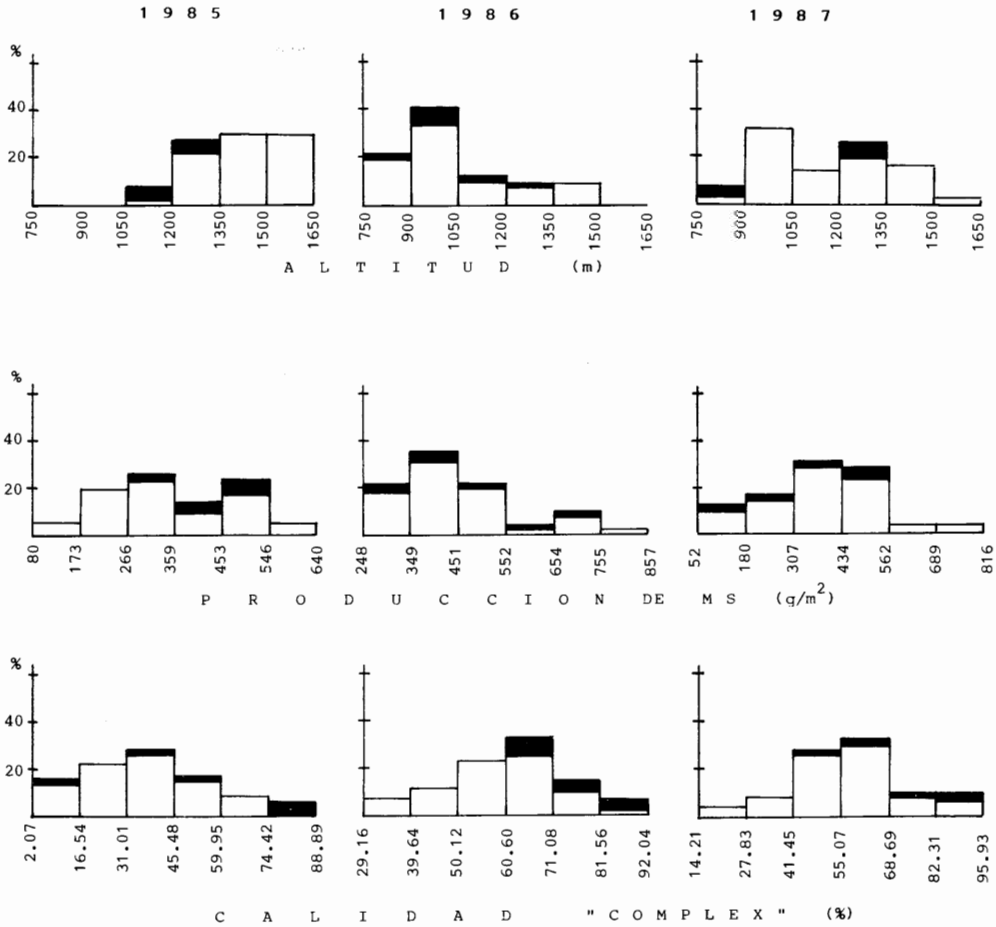 1 9 8 5 1 9 8 6 1 9 8 7
%
40
20
750 900 1050 1200 1350 1500 1650 750 900 1050 1200 1350 1500 1650 750 900 1050 1200 1350 1500 1650
A L T I T U D (m)
%
40
20
80 173 266 359 453 546 640 248 349 451 552 654 755 857 52 180 307 434 562 689 816
P R O D U C C I O N DE M S (g/m²)
%
40
20
2.07 16.54 31.01 45.48 59.95 74.42 88.89 29.16 39.64 50.12 60.60 71.08 81.56 92.04 14.21 27.83 41.45 55.07 68.69 82.31 95.93
C A L I D A D "C O M P L E X" (%)